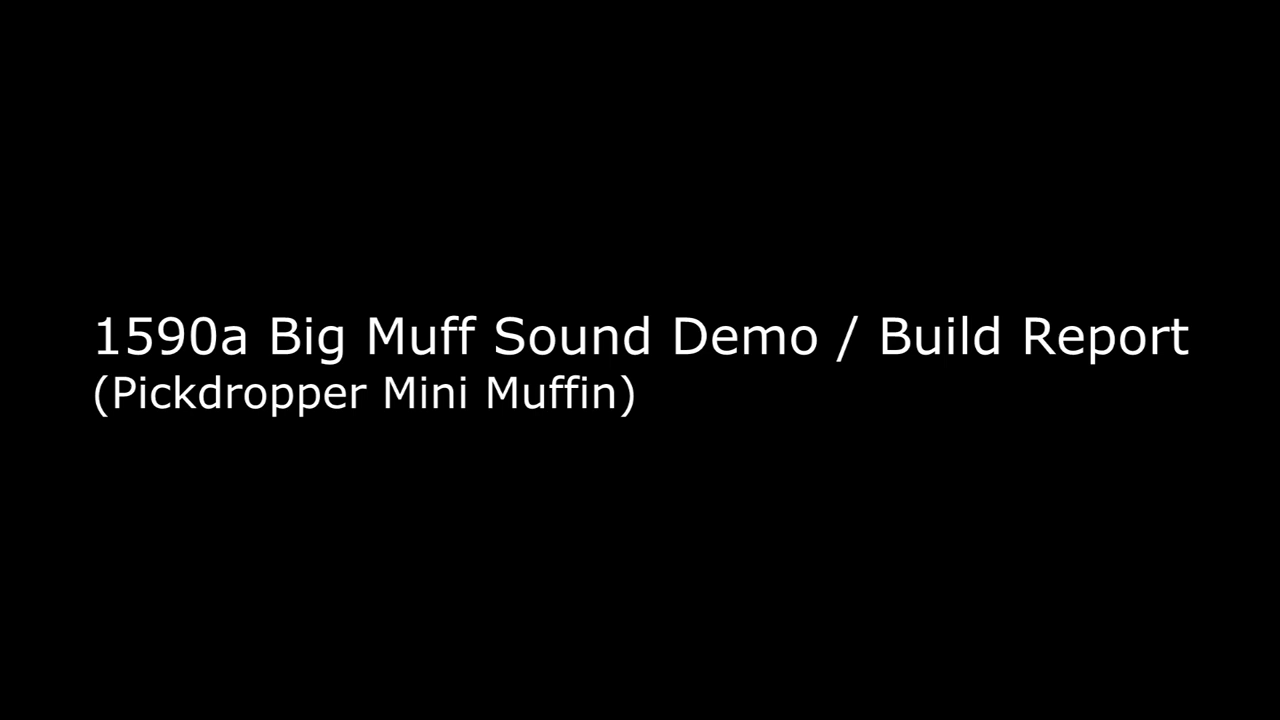 1590a Big Muff Sound Demo / Build Report
(Pickdropper Mini Muffin)